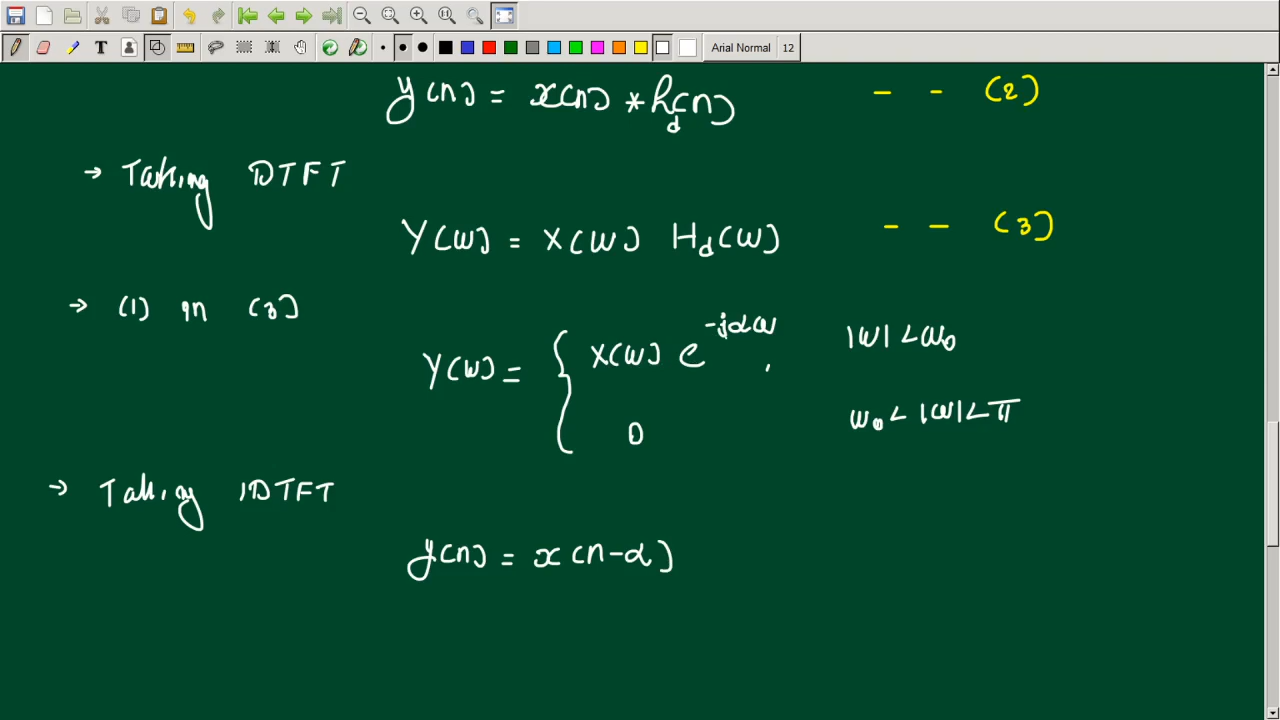 Arial Normal 12
y(n) = x(n) * h_d(n) - - (2)
→ Taking DTFT
Y(ω) = X(ω) H_d(ω) - - (3)
→ (1) in (3)
Y(ω) = { X(ω) e^{-jαω}, |ω| < ω₀
0 ω₀ < |ω| < π
→ Taking IDTFT
y(n) = x(n-α)